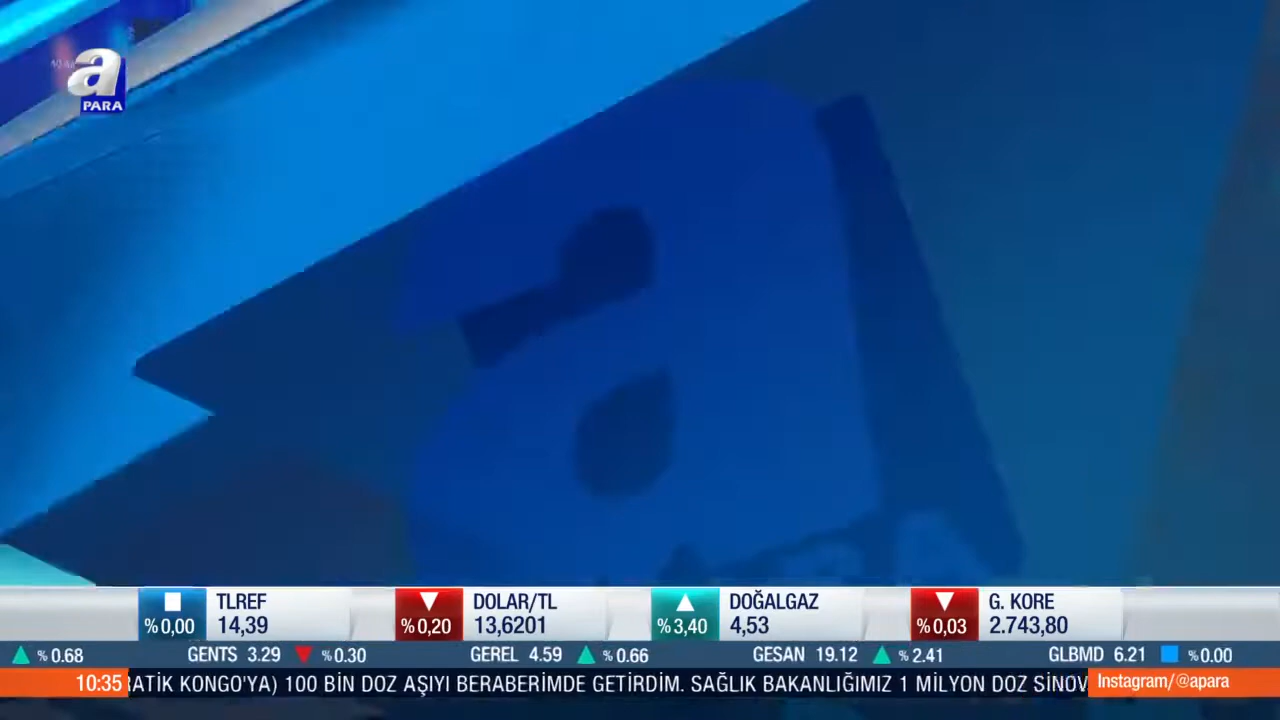 a
PARA
TLREF
%0,00 14,39
DOLAR/TL
%0,20 13,6201
DOĞALGAZ
%3,40 4,53
G. KORE
%0,03 2.743,80
%0.68 GENTS 3.29 %0.30 GEREL 4.59 %0.66 GESAN 19.12 %2.41 GLBMD 6.21 %0.00
10:35 RATİK KONGO'YA) 100 BİN DOZ AŞIYI BERABERİMDE GETİRDİM. SAĞLIK BAKANLIĞIMIZ 1 MİLYON DOZ SİNOV Instagram/@apara